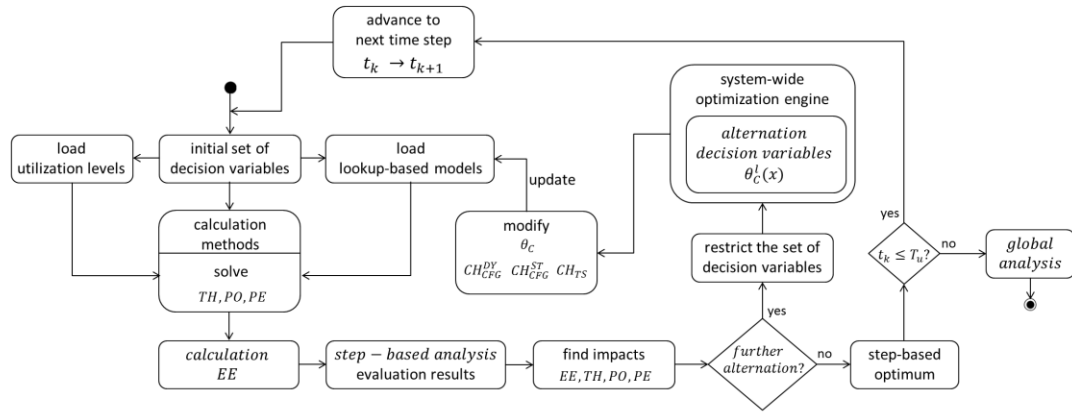 advance to
next time step
t_k → t_{k+1}
system-wide
optimization engine
alternation
decision variables
θ_C^l(x)
load
utilization levels
initial set of
decision variables
load
lookup-based models
update
modify
θ_C
CH_{CFG}^{DY} CH_{CFG}^{ST} CH_{TS}
restrict the set of
decision variables
yes
t_k ≤ T_u?
no
global
analysis
calculation
methods
solve
TH, PO, PE
yes
calculation
EE
step − based analysis
evaluation results
find impacts
EE, TH, PO, PE
further
alternation?
no
step-based
optimum